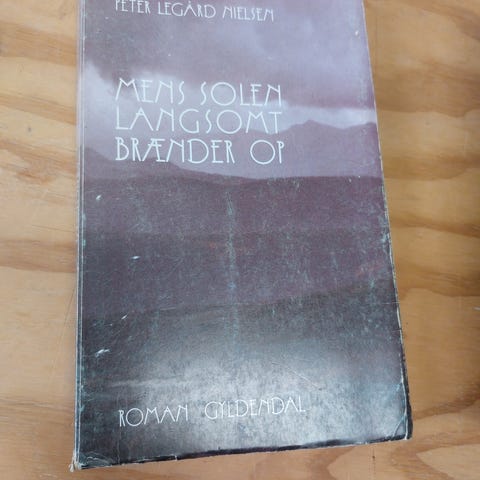 PETER LEGÅRD NIELSEN
MENS SOLEN
LANGSOMT
BRÆNDER OP
ROMAN GYLDENDAL